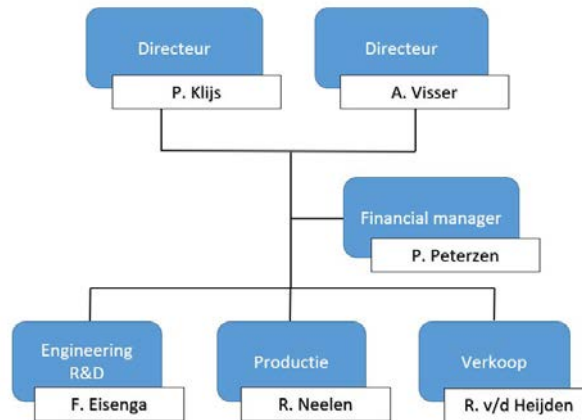 Directeur
P. Klijs
Directeur
A. Visser
Financial manager
P. Peterzen
Engineering
R&D
F. Eisenga
Productie
R. Neelen
Verkoop
R. v/d Heijden